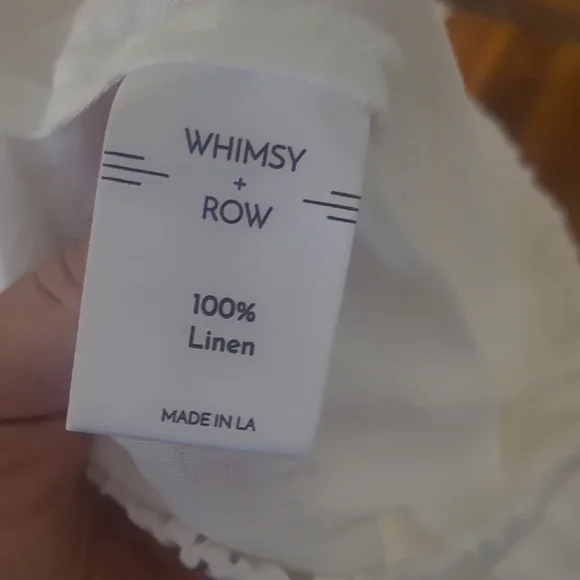 WHIMSY
+
ROW
100%
Linen
MADE IN LA